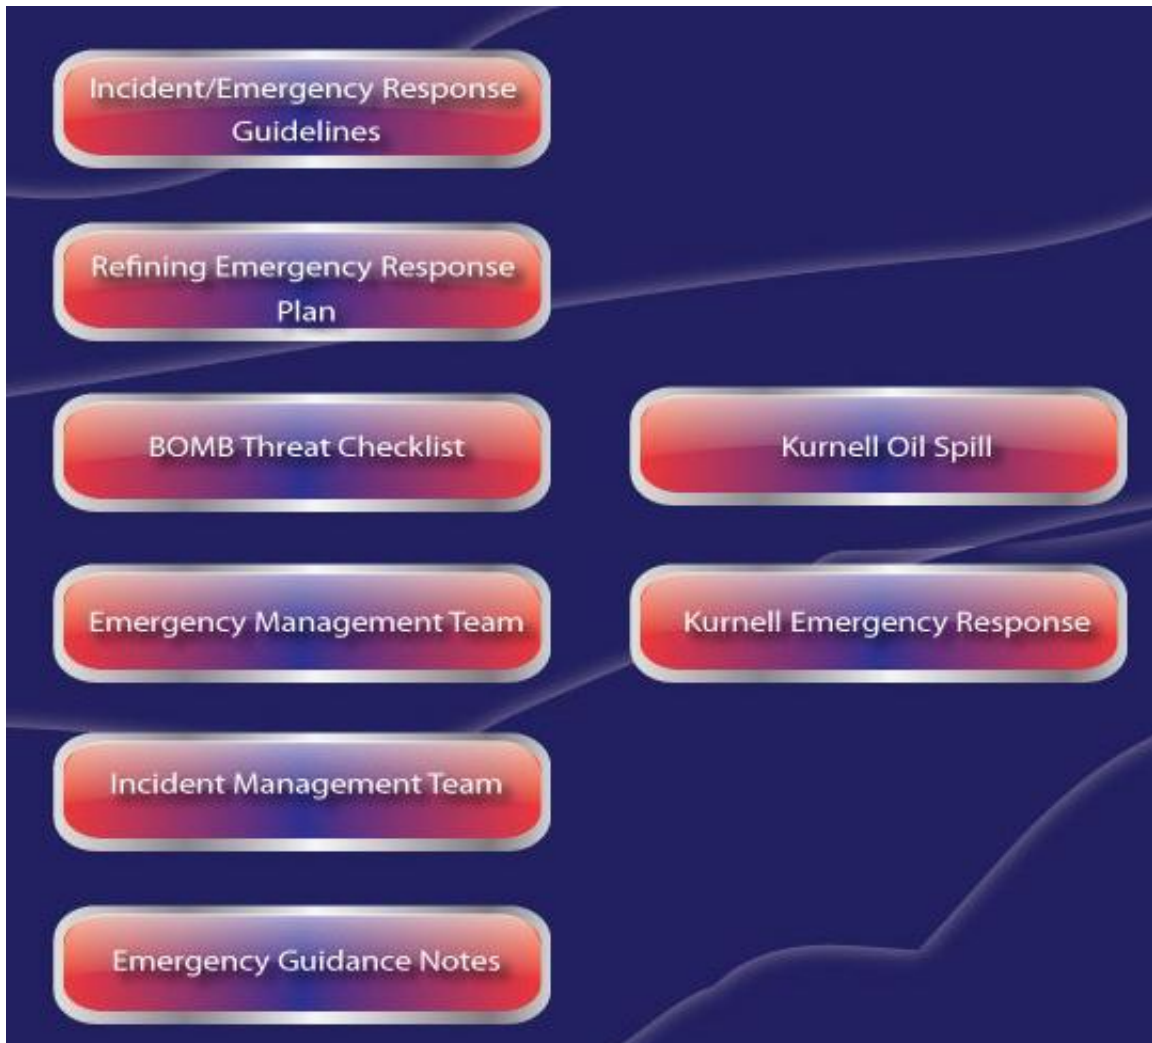 Incident/Emergency Response
Guidelines
Refining Emergency Response
Plan
BOMB Threat Checklist
Kurnell Oil Spill
Emergency Management Team
Kurnell Emergency Response
Incident Management Team
Emergency Guidance Notes